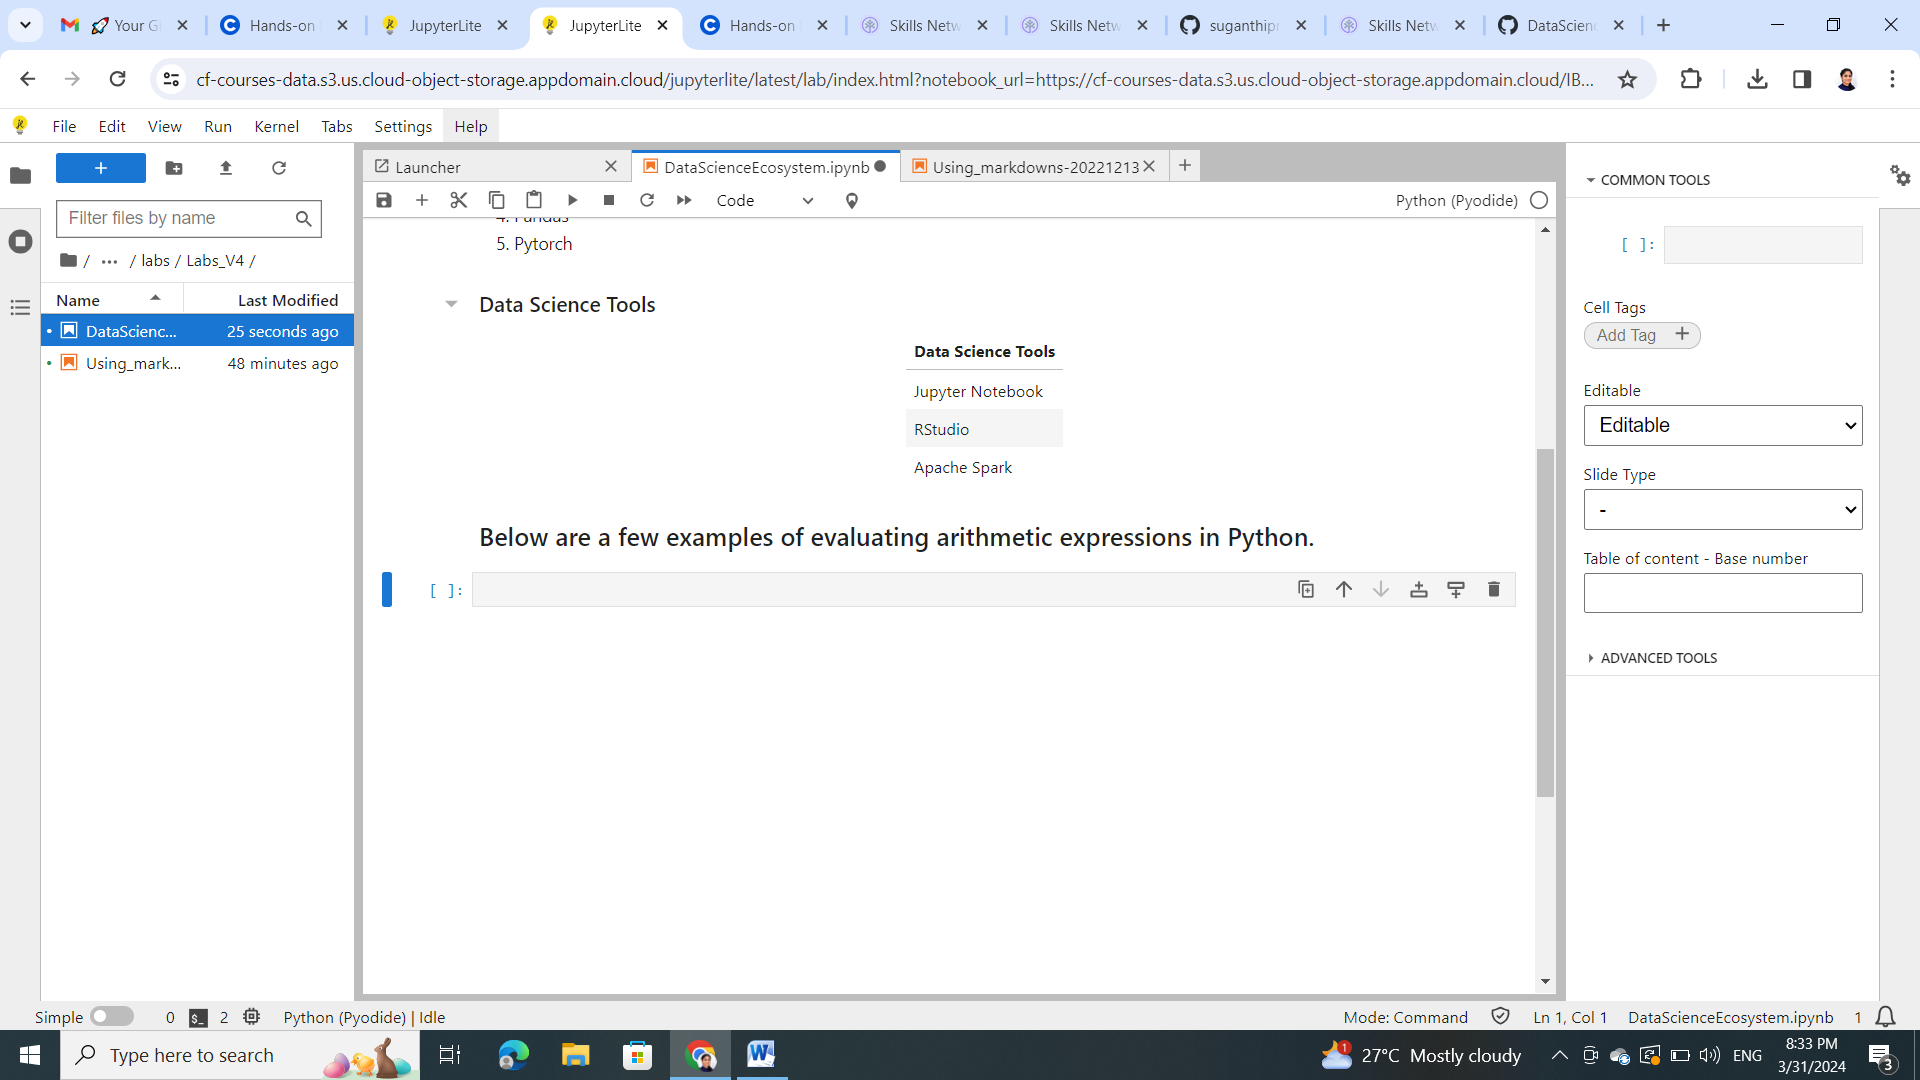 Your G
Hands-on
JupyterLite
JupyterLite
Hands-on
Skills Netw
Skills Netw
suganthipr
Skills Netw
DataScienc
cf-courses-data.s3.us.cloud-object-storage.appdomain.cloud/jupyterlite/latest/lab/index.html?notebook_url=https://cf-courses-data.s3.us.cloud-object-storage.appdomain.cloud/IB...
File Edit View Run Kernel Tabs Settings Help
Launcher
DataScienceEcosystem.ipynb
Using_markdowns-20221213
Code
Python (Pyodide)
Filter files by name
/ ... / labs / Labs_V4 /
Name Last Modified
DataScienc... 25 seconds ago
Using_mark... 48 minutes ago
4. Pandas
5. Pytorch
Data Science Tools
Data Science Tools
Jupyter Notebook
RStudio
Apache Spark
Below are a few examples of evaluating arithmetic expressions in Python.
[ ]:
COMMON TOOLS
[ ]:
Cell Tags
Add Tag +
Editable
Editable
Slide Type
-
Table of content - Base number
ADVANCED TOOLS
Simple 0 $_ 2 Python (Pyodide) | Idle
Mode: Command Ln 1, Col 1 DataScienceEcosystem.ipynb 1
Type here to search
1 27°C Mostly cloudy ENG
8:33 PM
3/31/2024
3